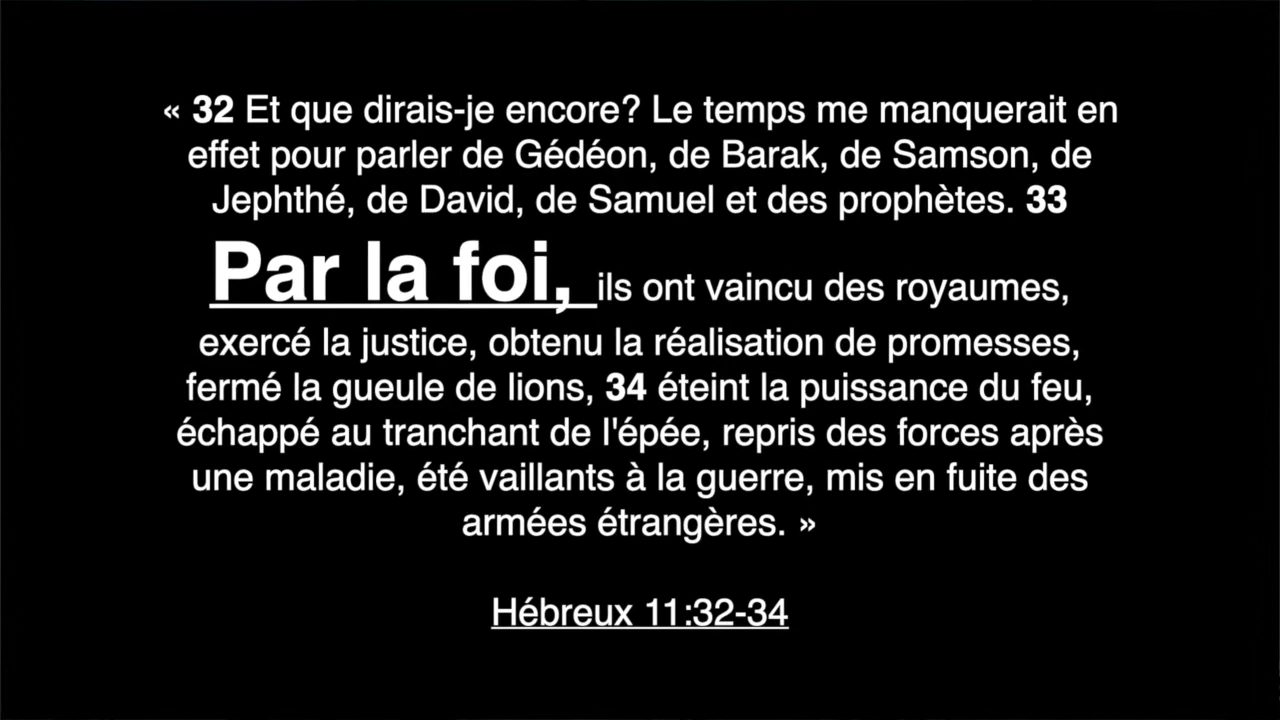 « 32 Et que dirais-je encore? Le temps me manquerait en
effet pour parler de Gédéon, de Barak, de Samson, de
Jephthé, de David, de Samuel et des prophètes. 33
Par la foi, ils ont vaincu des royaumes,
exercé la justice, obtenu la réalisation de promesses,
fermé la gueule de lions, 34 éteint la puissance du feu,
échappé au tranchant de l'épée, repris des forces après
une maladie, été vaillants à la guerre, mis en fuite des
armées étrangères. »
Hébreux 11:32-34